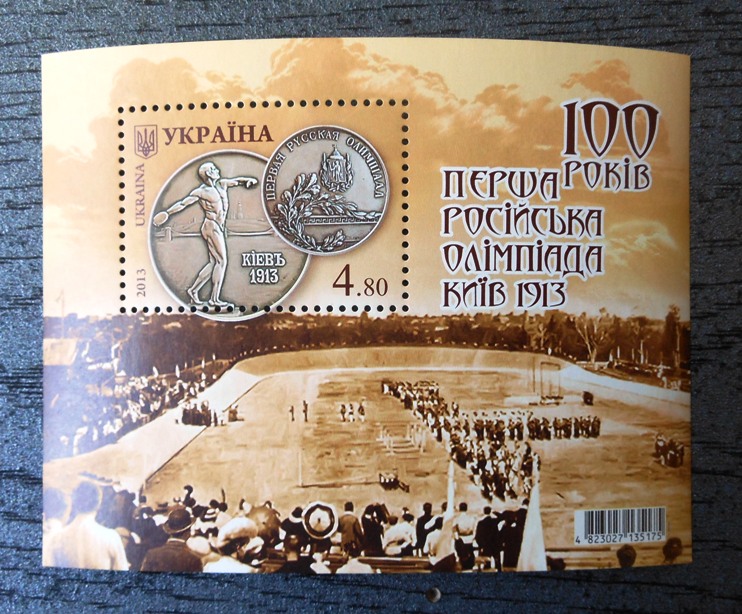 УКРАЇНА
UKRAINA
2013
ПЕРВАЯ РУССКАЯ ОЛИМПІАДА
КІЕВЪ
1913
4.80
100
РОКІВ
ПЕРША
РОСІЙСЬКА
ОЛІМПІАДА
КИЇВ 1913
4 823027 135175